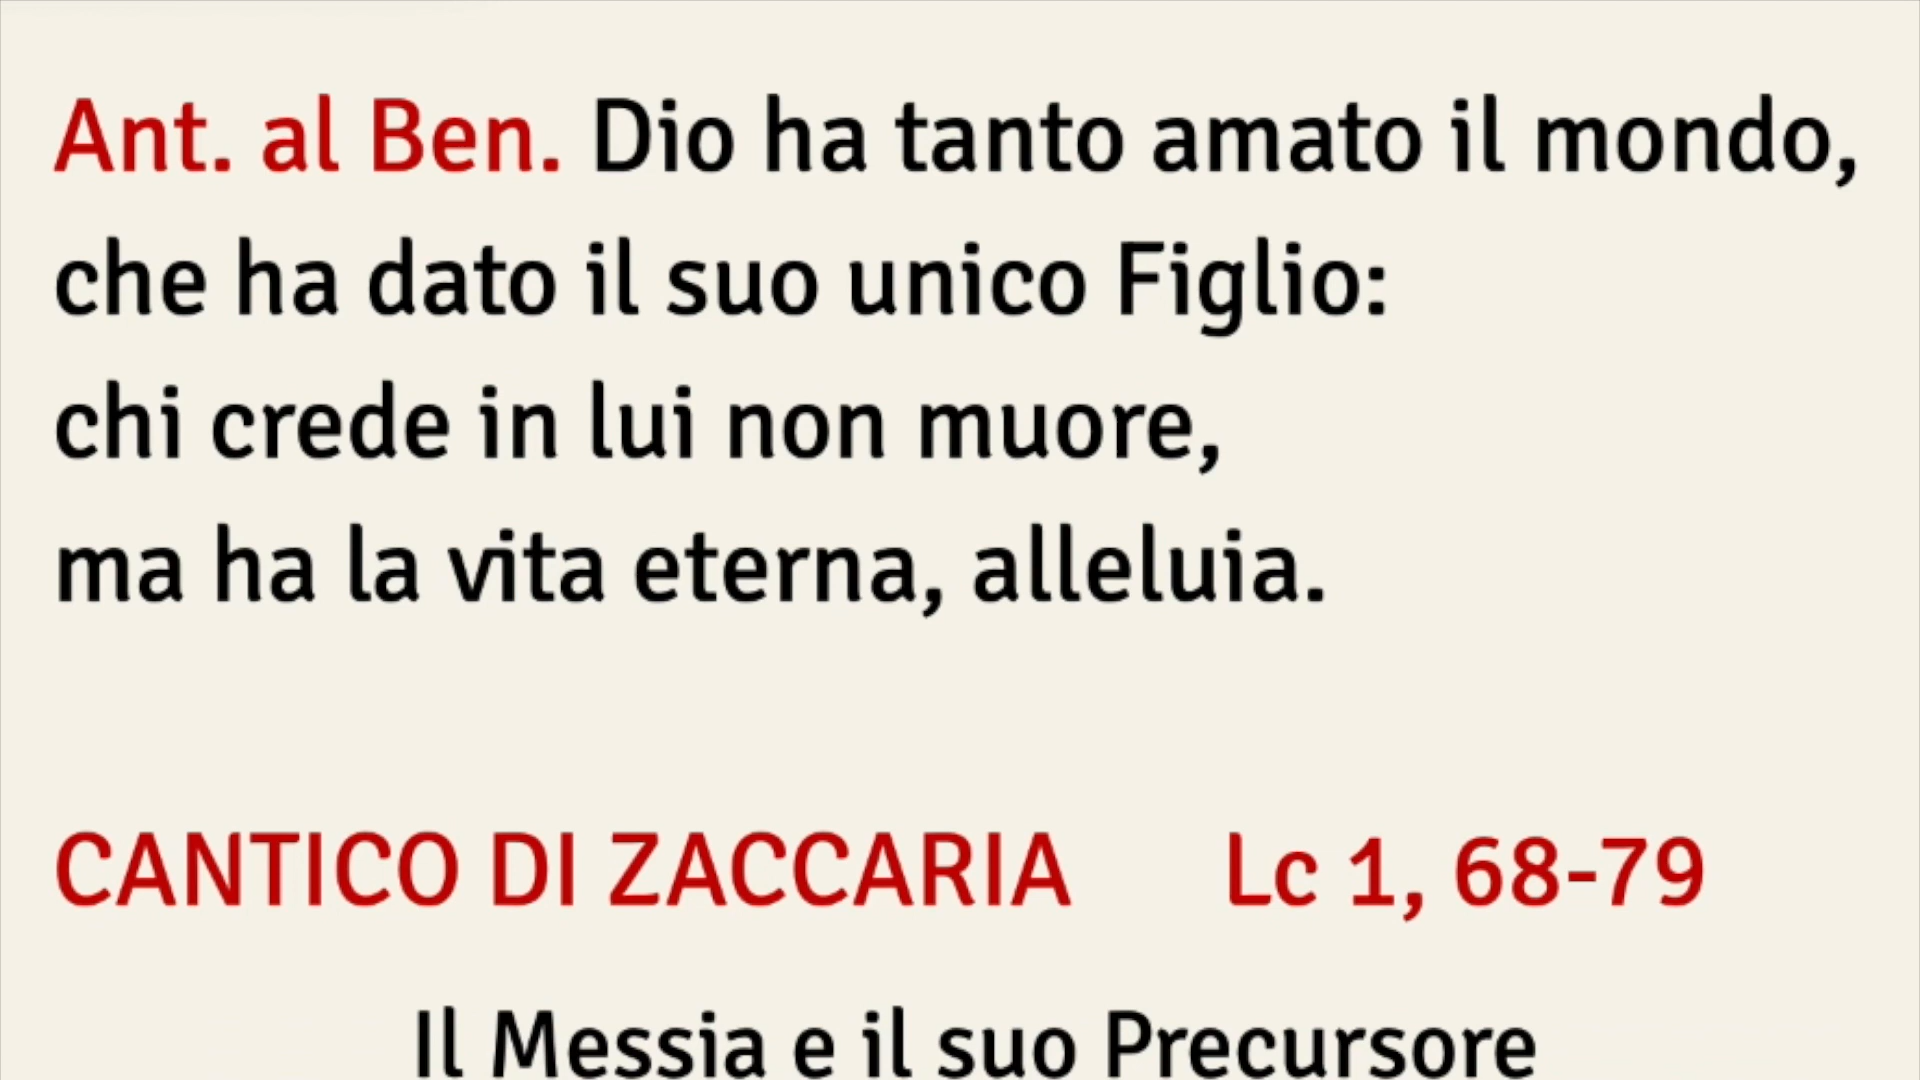 Ant. al Ben. Dio ha tanto amato il mondo,
che ha dato il suo unico Figlio:
chi crede in lui non muore,
ma ha la vita eterna, alleluia.
CANTICO DI ZACCARIA Lc 1, 68-79
Il Messia e il suo Precursore